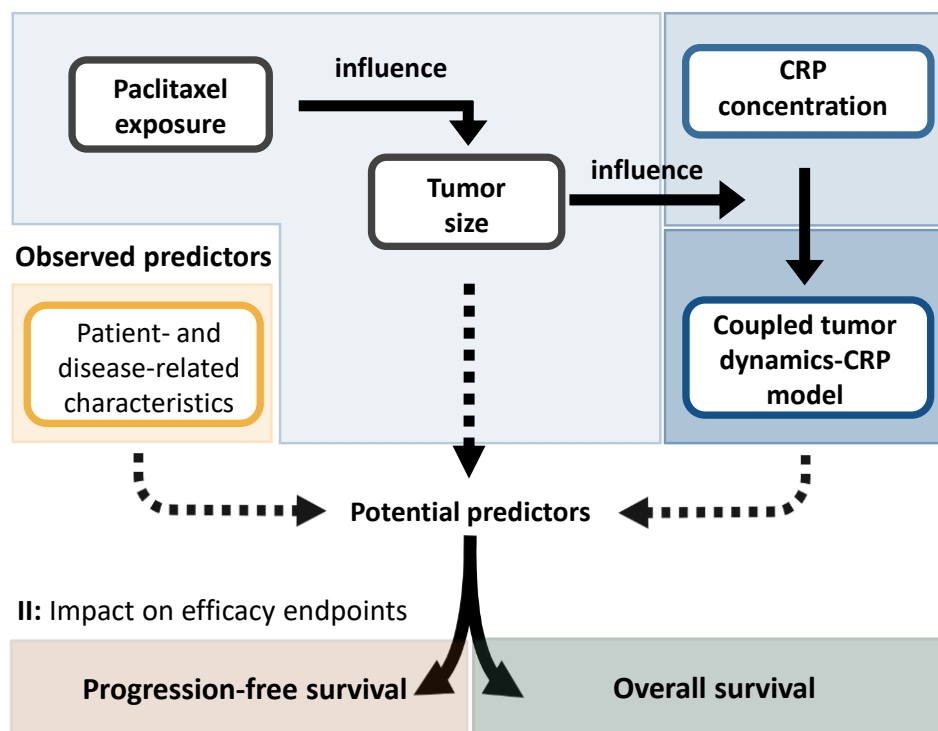 Paclitaxel
exposure
influence
CRP
concentration
Tumor
size
influence
Observed predictors
Patient- and
disease-related
characteristics
Coupled tumor
dynamics-CRP
model
Potential predictors
II: Impact on efficacy endpoints
Progression-free survival
Overall survival